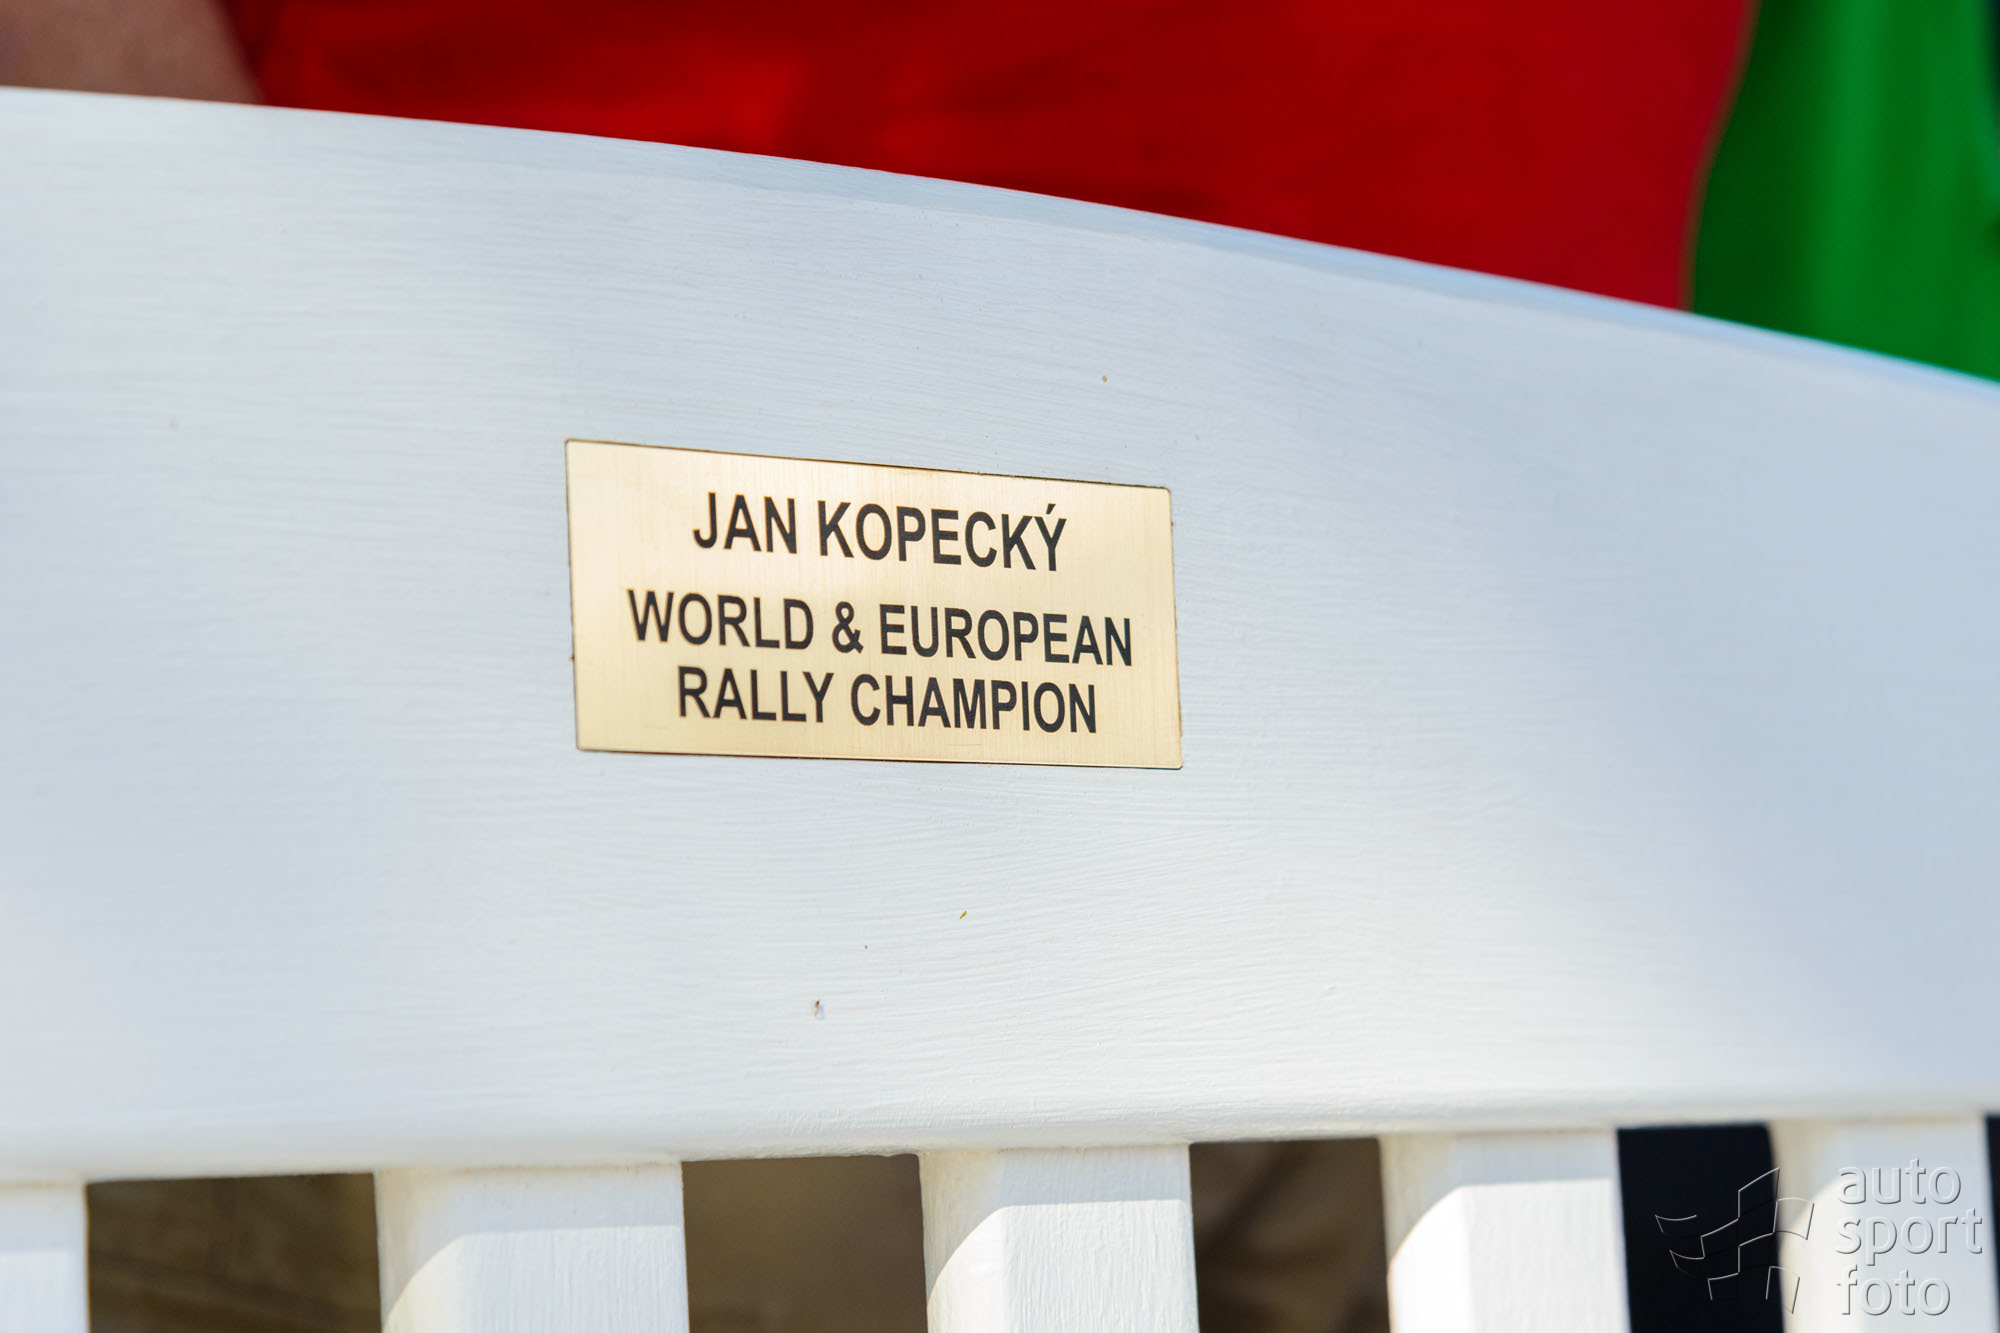 JAN KOPECKÝ
WORLD & EUROPEAN
RALLY CHAMPION
auto
sport
foto